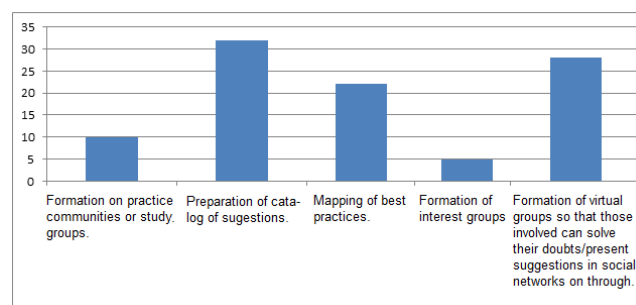 35
30
25
20
15
10
5
0
Formation on practice
communities or study.
groups.
Preparation of cata-
log of sugestions.
Mapping of best
practices.
Formation of
interest groups
Formation of virtual
groups so that those
involved can solve
their doubts/present
suggestions in social
networks on through.